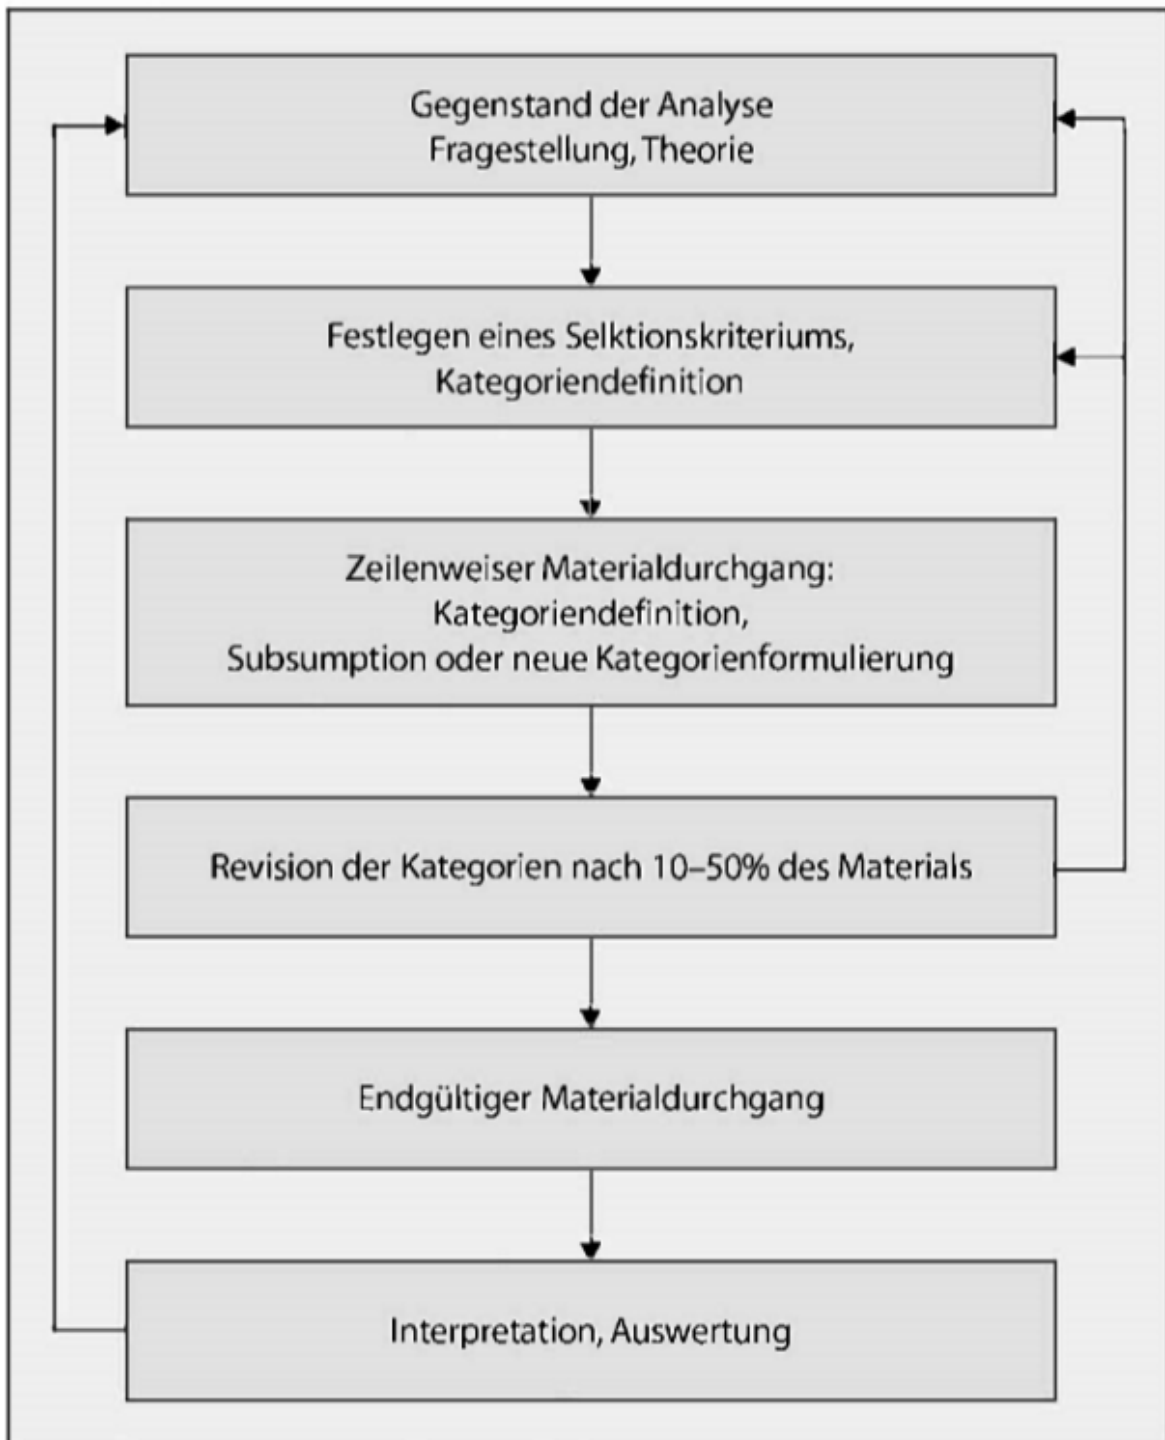 Gegenstand der Analyse
Fragestellung, Theorie
Festlegen eines Selktionskriteriums,
Kategoriendefinition
Zeilenweiser Materialdurchgang:
Kategoriendefinition,
Subsumption oder neue Kategorienformulierung
Revision der Kategorien nach 10–50% des Materials
Endgültiger Materialdurchgang
Interpretation, Auswertung